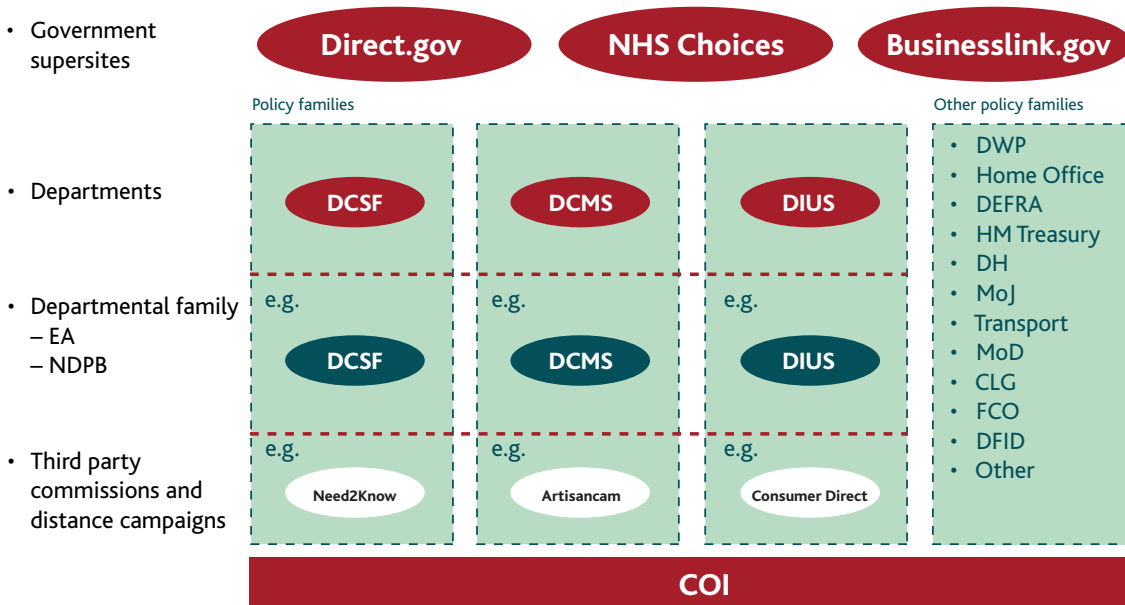 • Government
supersites
Direct.gov
NHS Choices
Businesslink.gov
Policy families
Other policy families
• Departments
DCSF
DCMS
DIUS
• DWP
• Home Office
• DEFRA
• HM Treasury
• DH
• MoJ
• Transport
• MoD
• CLG
• FCO
• DFID
• Other
• Departmental family
– EA
– NDPB
e.g.
DCSF
e.g.
DCMS
e.g.
DIUS
• Third party
commissions and
distance campaigns
e.g.
Need2Know
e.g.
Artisancam
e.g.
Consumer Direct
COI